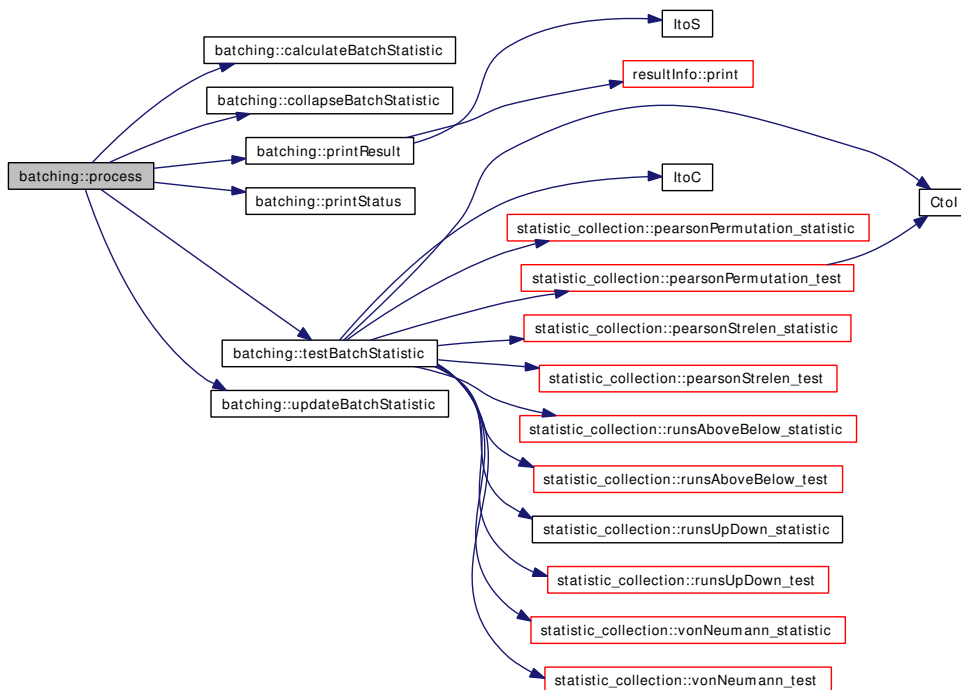 ItoS
batching::calculateBatchStatistic
resultInfo::print
batching::collapseBatchStatistic
batching::printResult
batching::process
ItoC
batching::printStatus
CtoI
statistic_collection::pearsonPermutation_statistic
statistic_collection::pearsonPermutation_test
statistic_collection::pearsonStrelen_statistic
batching::testBatchStatistic
statistic_collection::pearsonStrelen_test
batching::updateBatchStatistic
statistic_collection::runsAboveBelow_statistic
statistic_collection::runsAboveBelow_test
statistic_collection::runsUpDown_statistic
statistic_collection::runsUpDown_test
statistic_collection::vonNeumann_statistic
statistic_collection::vonNeumann_test